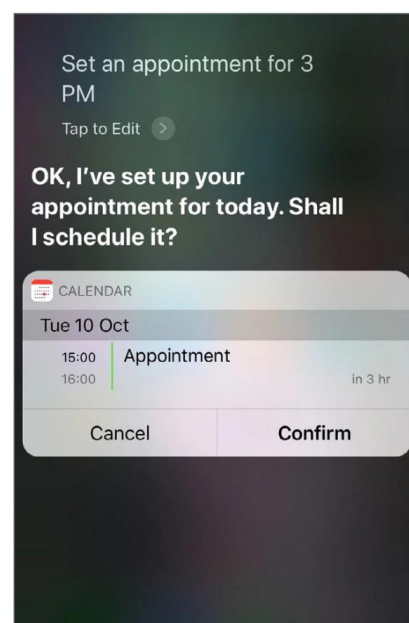 Set an appointment for 3
PM
Tap to Edit
OK, I've set up your
appointment for today. Shall
I schedule it?
CALENDAR
Tue 10 Oct
15:00 Appointment
16:00 in 3 hr
Cancel Confirm